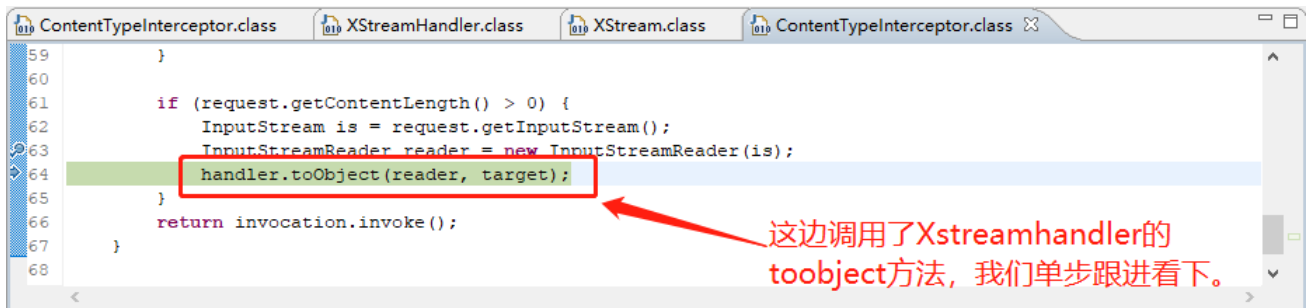 ContentTypeInterceptor.class XStreamHandler.class XStream.class ContentTypeInterceptor.class
59 }
60
61 if (request.getContentLength() > 0) {
62 InputStream is = request.getInputStream();
63 InputStreamReader reader = new InputStreamReader(is);
64 handler.toObject(reader, target);
65 }
66 return invocation.invoke();
67 }
68
这边调用了Xstreamhandler的
toobject方法，我们单步跟进看下。